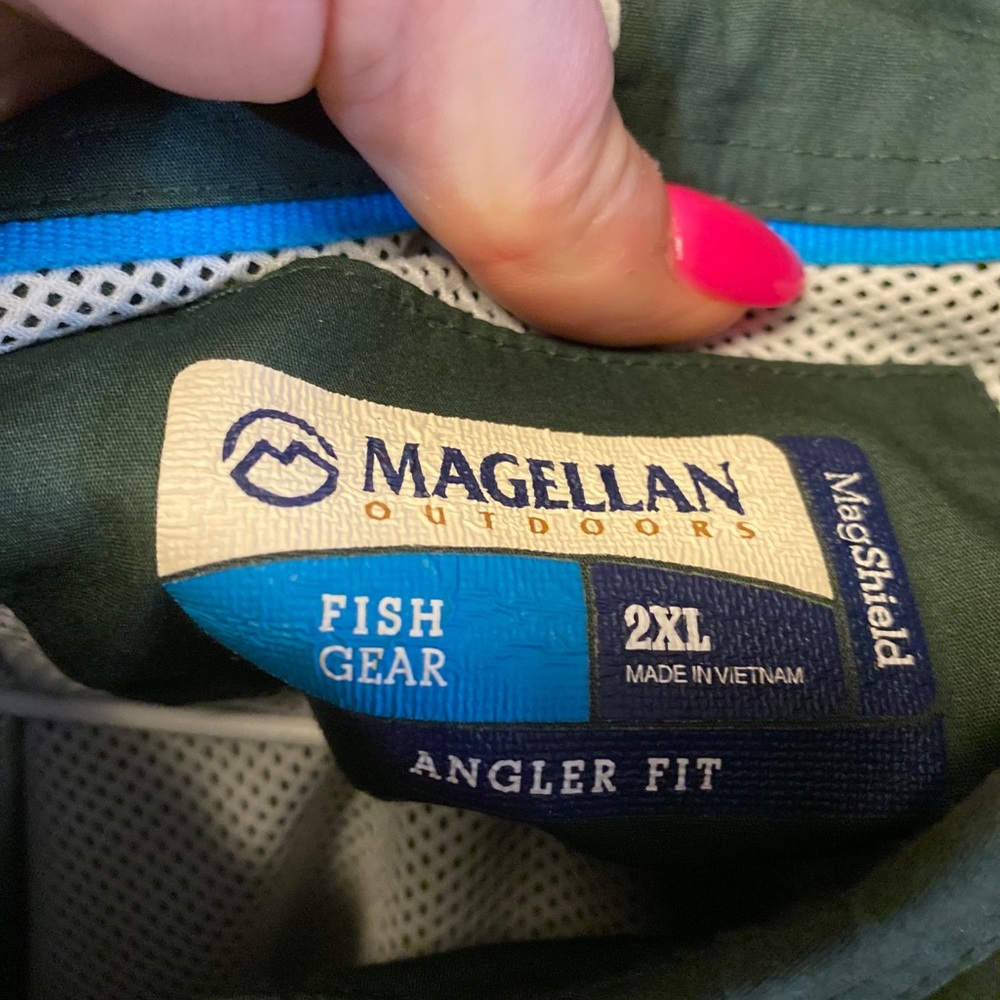 MAGELLAN
OUTDOORS
MagShield
FISH
GEAR
2XL
MADE IN VIETNAM
ANGLER FIT